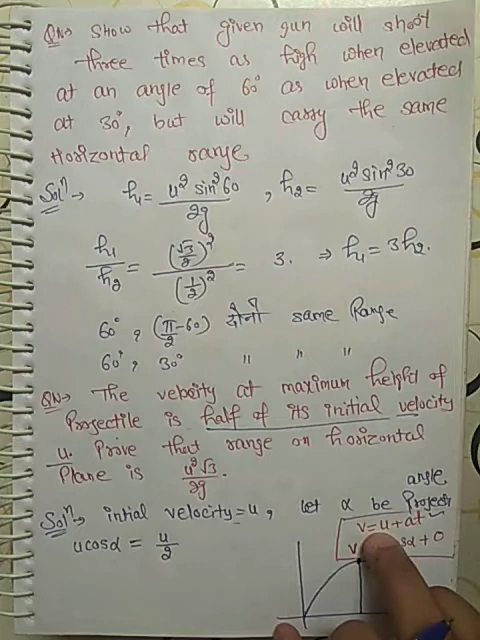 QN→ Show that given gun will shoot
three times as high when elevated
at an angle of 60° as when elevated
at 30°, but will carry the same
Horizontal range
Solⁿ→ h₁ = u² sin² 60 / 2g , h₂ = u² sin² 30 / 2g
h₁/h₂ = (√3/2)² / (1/2)² = 3. ⇒ h₁ = 3h₂.
60°, (π/2 - 60) दोनों same Range
60°, 30° " " "
QN→ The velocity at maximum height of
Projectile is half of its initial velocity
u. Prove that range on horizontal
Plane is u²√3 / 2g.
Solⁿ→ intial velocity = u, Let α be angle
u cos α = u/2
v = u + at